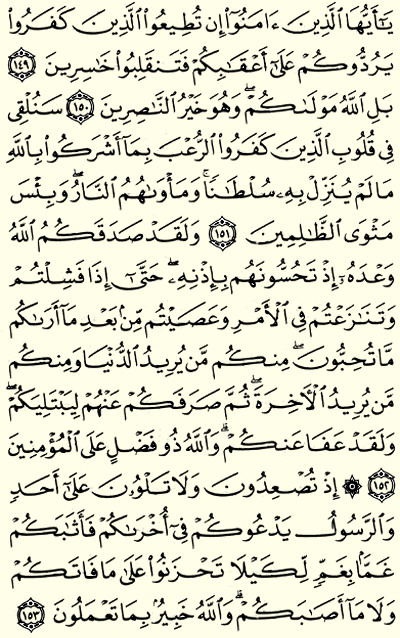 يَـٰٓأَيُّهَا ٱلَّذِينَ ءَامَنُوٓا۟ إِن تُطِيعُوا۟ ٱلَّذِينَ كَفَرُوا۟
يَرُدُّوكُمْ عَلَىٰٓ أَعْقَـٰبِكُمْ فَتَنقَلِبُوا۟ خَـٰسِرِينَ ١٤٩
بَلِ ٱللَّهُ مَوْلَىٰكُمْ ۖ وَهُوَ خَيْرُ ٱلنَّـٰصِرِينَ ١٥٠ سَنُلْقِى
فِى قُلُوبِ ٱلَّذِينَ كَفَرُوا۟ ٱلرُّعْبَ بِمَآ أَشْرَكُوا۟ بِٱللَّهِ
مَا لَمْ يُنَزِّلْ بِهِۦ سُلْطَـٰنًا ۖ وَمَأْوَىٰهُمُ ٱلنَّارُ ۚ وَبِئْسَ
مَثْوَى ٱلظَّـٰلِمِينَ ١٥١ وَلَقَدْ صَدَقَكُمُ ٱللَّهُ
وَعْدَهُۥٓ إِذْ تَحُسُّونَهُم بِإِذْنِهِۦ ۖ حَتَّىٰٓ إِذَا فَشِلْتُمْ
وَتَنَـٰزَعْتُمْ فِى ٱلْأَمْرِ وَعَصَيْتُم مِّنۢ بَعْدِ مَآ أَرَىٰكُم
مَّا تُحِبُّونَ ۚ مِنكُم مَّن يُرِيدُ ٱلدُّنْيَا وَمِنكُم
مَّن يُرِيدُ ٱلْـَٔاخِرَةَ ۚ ثُمَّ صَرَفَكُمْ عَنْهُمْ لِيَبْتَلِيَكُمْ ۖ
وَلَقَدْ عَفَا عَنكُمْ ۗ وَٱللَّهُ ذُو فَضْلٍ عَلَى ٱلْمُؤْمِنِينَ
١٥٢ ۞ إِذْ تُصْعِدُونَ وَلَا تَلْوُۥنَ عَلَىٰٓ أَحَدٍ
وَٱلرَّسُولُ يَدْعُوكُمْ فِىٓ أُخْرَىٰكُمْ فَأَثَـٰبَكُمْ
غَمًّۢا بِغَمٍّ لِّكَيْلَا تَحْزَنُوا۟ عَلَىٰ مَا فَاتَكُمْ
وَلَا مَآ أَصَـٰبَكُمْ ۗ وَٱللَّهُ خَبِيرٌۢ بِمَا تَعْمَلُونَ ١٥٣